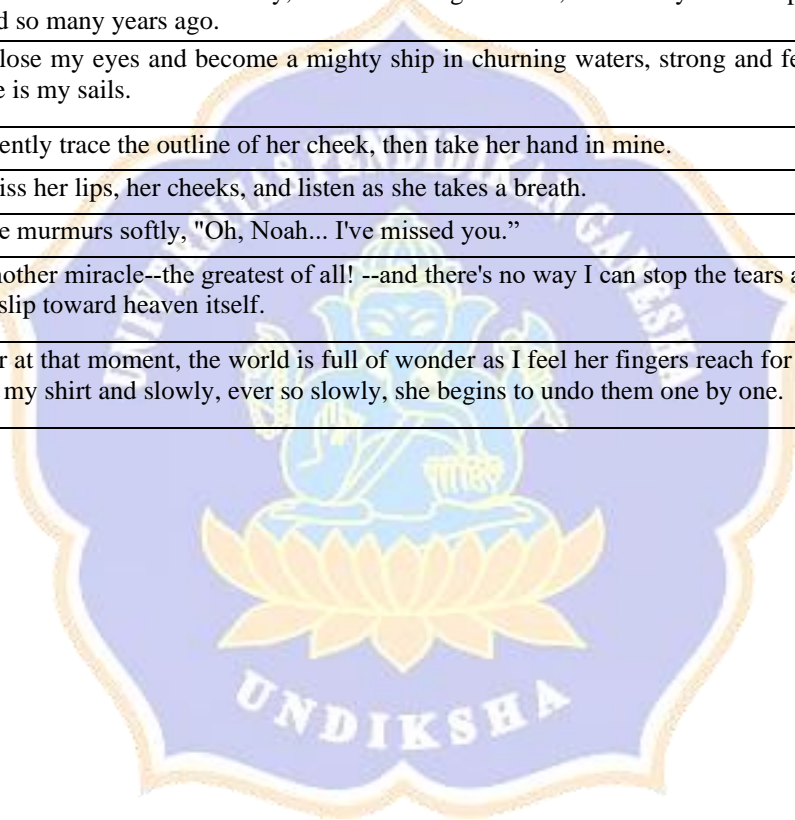 d so many years ago.
lose my eyes and become a mighty ship in churning waters, strong and fe
e is my sails.
ently trace the outline of her cheek, then take her hand in mine.
iss her lips, her cheeks, and listen as she takes a breath.
e murmurs softly, "Oh, Noah... I've missed you.”
nother miracle--the greatest of all! --and there's no way I can stop the tears a
slip toward heaven itself.
r at that moment, the world is full of wonder as I feel her fingers reach for
my shirt and slowly, ever so slowly, she begins to undo them one by one.
UNIVERSITAS PENDIDIKAN GANESHA
UNDIKSHA